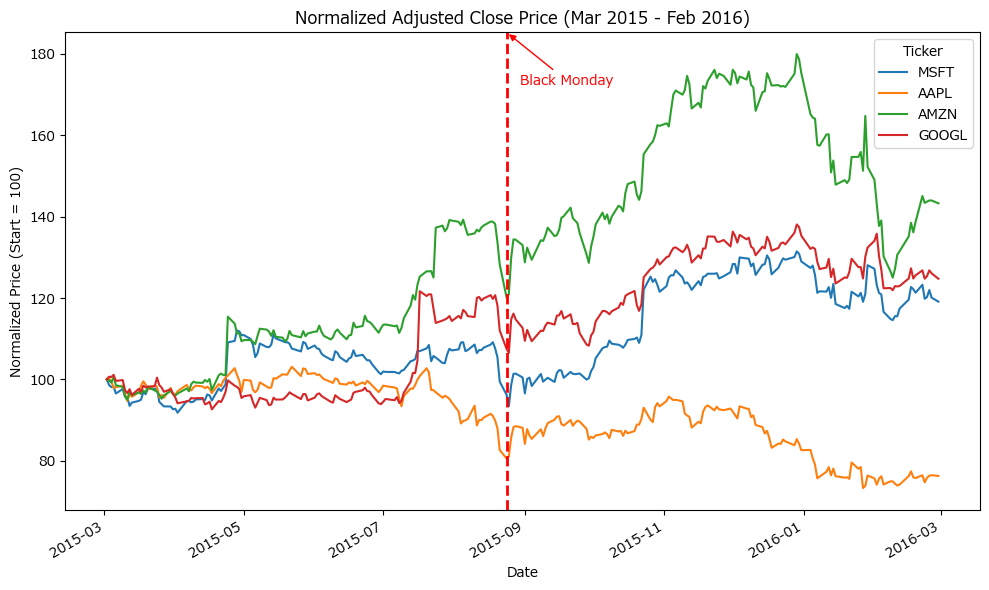 Normalized Adjusted Close Price (Mar 2015 - Feb 2016)
Normalized Price (Start = 100)
180
160
140
120
100
80
Black Monday
Ticker
MSFT
AAPL
AMZN
GOOGL
2015-03
2015-05
2015-07
2015-09
2015-11
2016-01
2016-03
Date